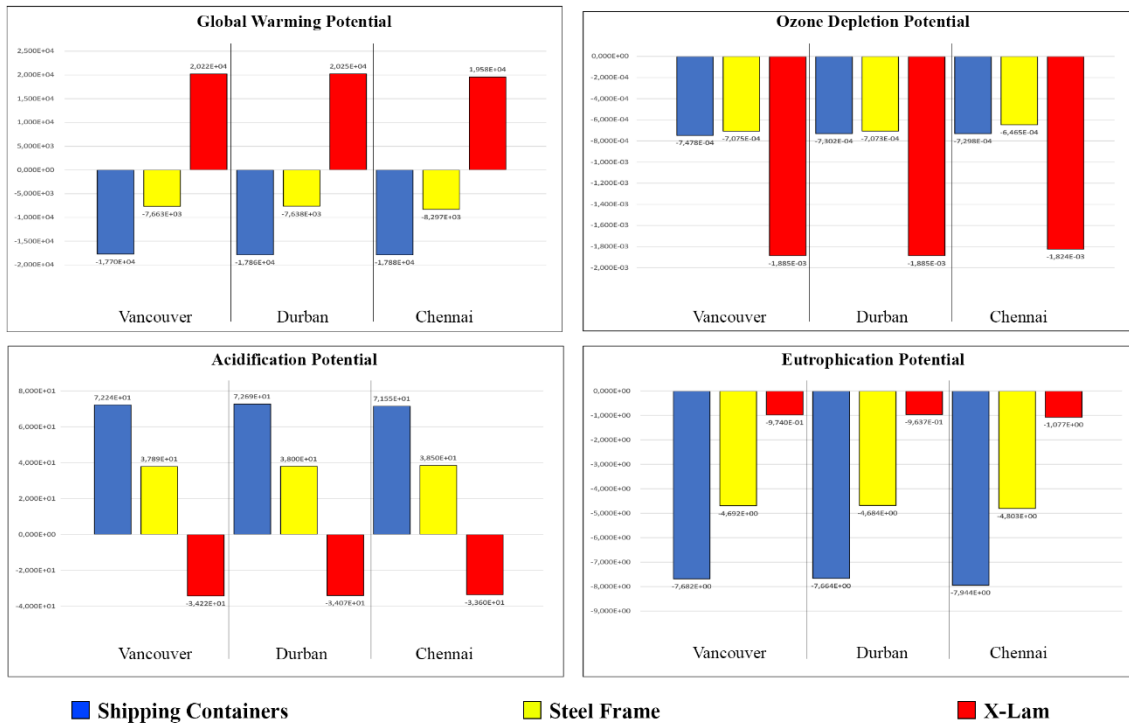 Global Warming Potential
2,500E+04
2,000E+04
1,500E+04
1,000E+04
5,000E+03
0,000E+00
-5,000E+03
-1,000E+04
-1,500E+04
-2,000E+04
2,022E+04
2,025E+04
1,958E+04
-7,663E+03
-7,638E+03
-8,297E+03
-1,770E+04
-1,786E+04
-1,788E+04
Vancouver
Durban
Chennai
Ozone Depletion Potential
0,000E+00
-2,000E-04
-4,000E-04
-6,000E-04
-8,000E-04
-1,000E-03
-1,200E-03
-1,400E-03
-1,600E-03
-1,800E-03
-2,000E-03
-7,478E-04
-7,075E-04
-7,302E-04
-7,073E-04
-7,298E-04
-6,465E-04
-1,885E-03
-1,885E-03
-1,824E-03
Vancouver
Durban
Chennai
Acidification Potential
8,000E+01
6,000E+01
4,000E+01
2,000E+01
0,000E+00
-2,000E+01
-4,000E+01
7,224E+01
7,269E+01
7,155E+01
3,789E+01
3,800E+01
3,850E+01
-3,422E+01
-3,407E+01
-3,360E+01
Vancouver
Durban
Chennai
Eutrophication Potential
0,000E+00
-1,000E+00
-2,000E+00
-3,000E+00
-4,000E+00
-5,000E+00
-6,000E+00
-7,000E+00
-8,000E+00
-9,000E+00
-9,740E-01
-9,637E-01
-1,077E+00
-4,692E+00
-4,684E+00
-4,803E+00
-7,682E+00
-7,664E+00
-7,944E+00
Vancouver
Durban
Chennai
Shipping Containers
Steel Frame
X-Lam